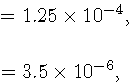 = 1.25 × 10⁻⁴,
= 3.5 × 10⁻⁶,